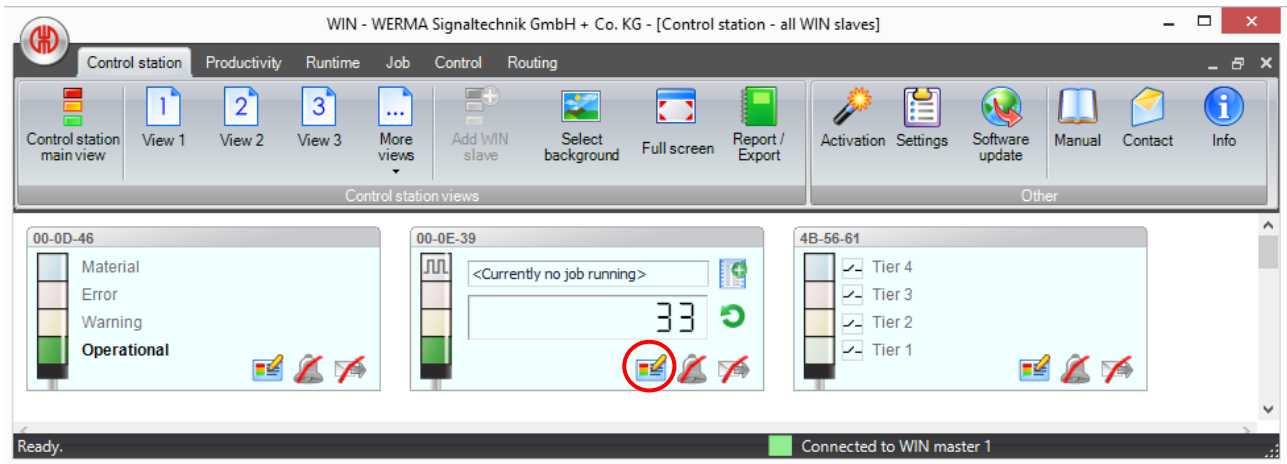 WIN - WERMA Signaltechnik GmbH + Co. KG - [Control station - all WIN slaves]
Control station Productivity Runtime Job Control Routing
Control station
main view
1
View 1
2
View 2
3
View 3
...
More
views
Add WIN
slave
Select
background
Full screen
Report /
Export
Activation
Settings
Software
update
Manual
Contact
Info
Control station views
Other
00-0D-46
Material
Error
Warning
Operational
00-0E-39
<Currently no job running>
33
4B-56-61
Tier 4
Tier 3
Tier 2
Tier 1
Ready.
Connected to WIN master 1